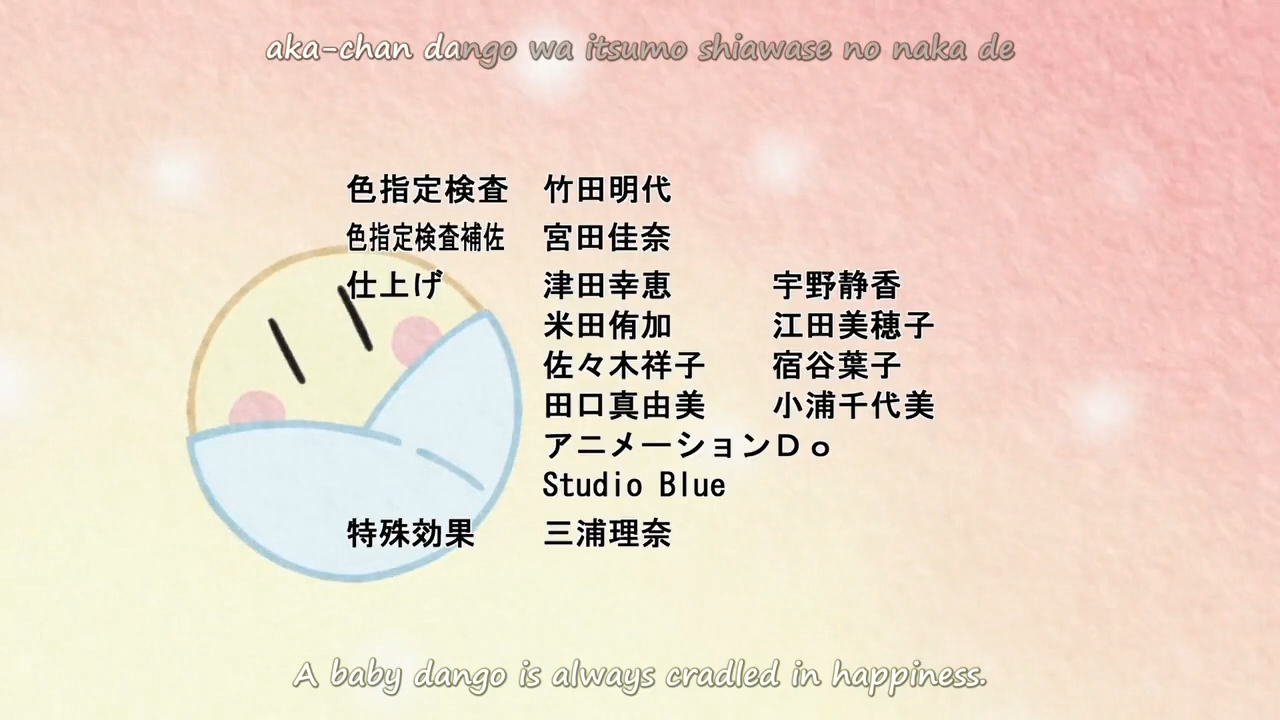 aka-chan dango wa itsumo shiawase no naka de
色指定検査 竹田明代
色指定検査補佐 宮田佳奈
仕上げ 津田幸恵 宇野静香
米田侑加 江田美穂子
佐々木祥子 宿谷葉子
田口真由美 小浦千代美
アニメーションDo
Studio Blue
特殊効果 三浦理奈
A baby dango is always cradled in happiness.